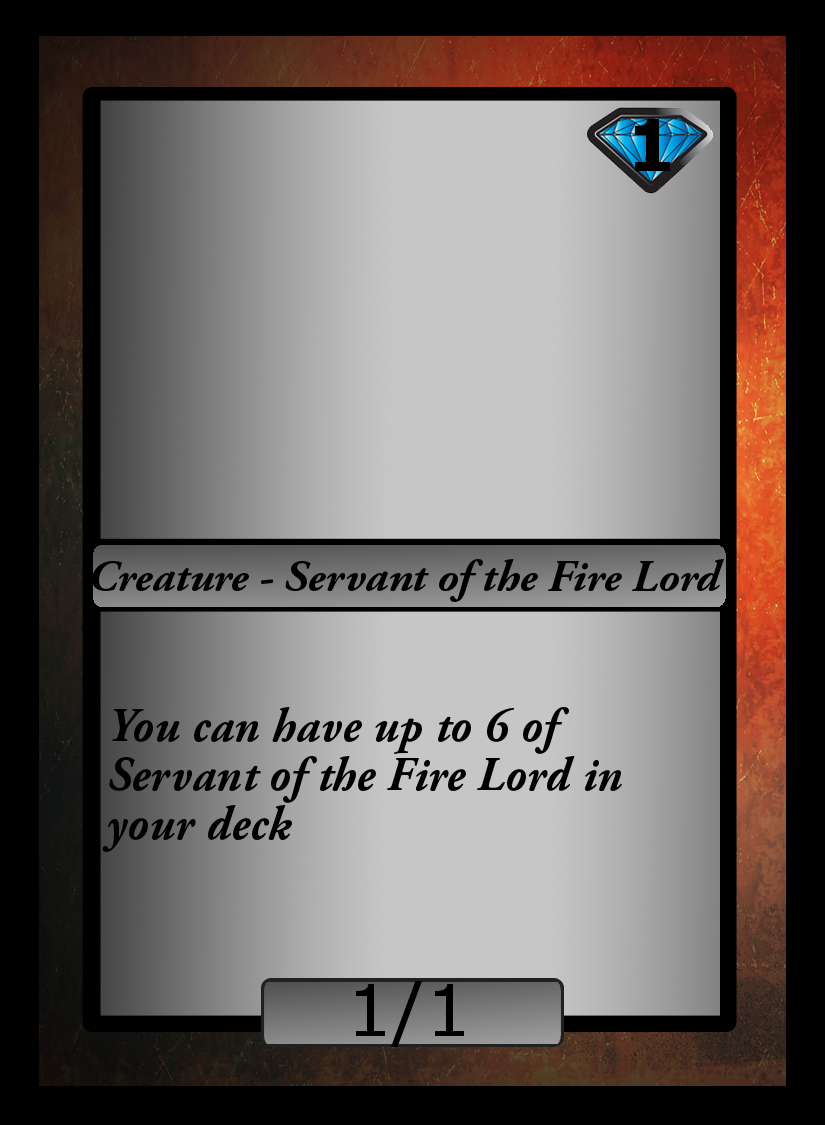 1
Creature - Servant of the Fire Lord
You can have up to 6 of
Servant of the Fire Lord in
your deck
1/1